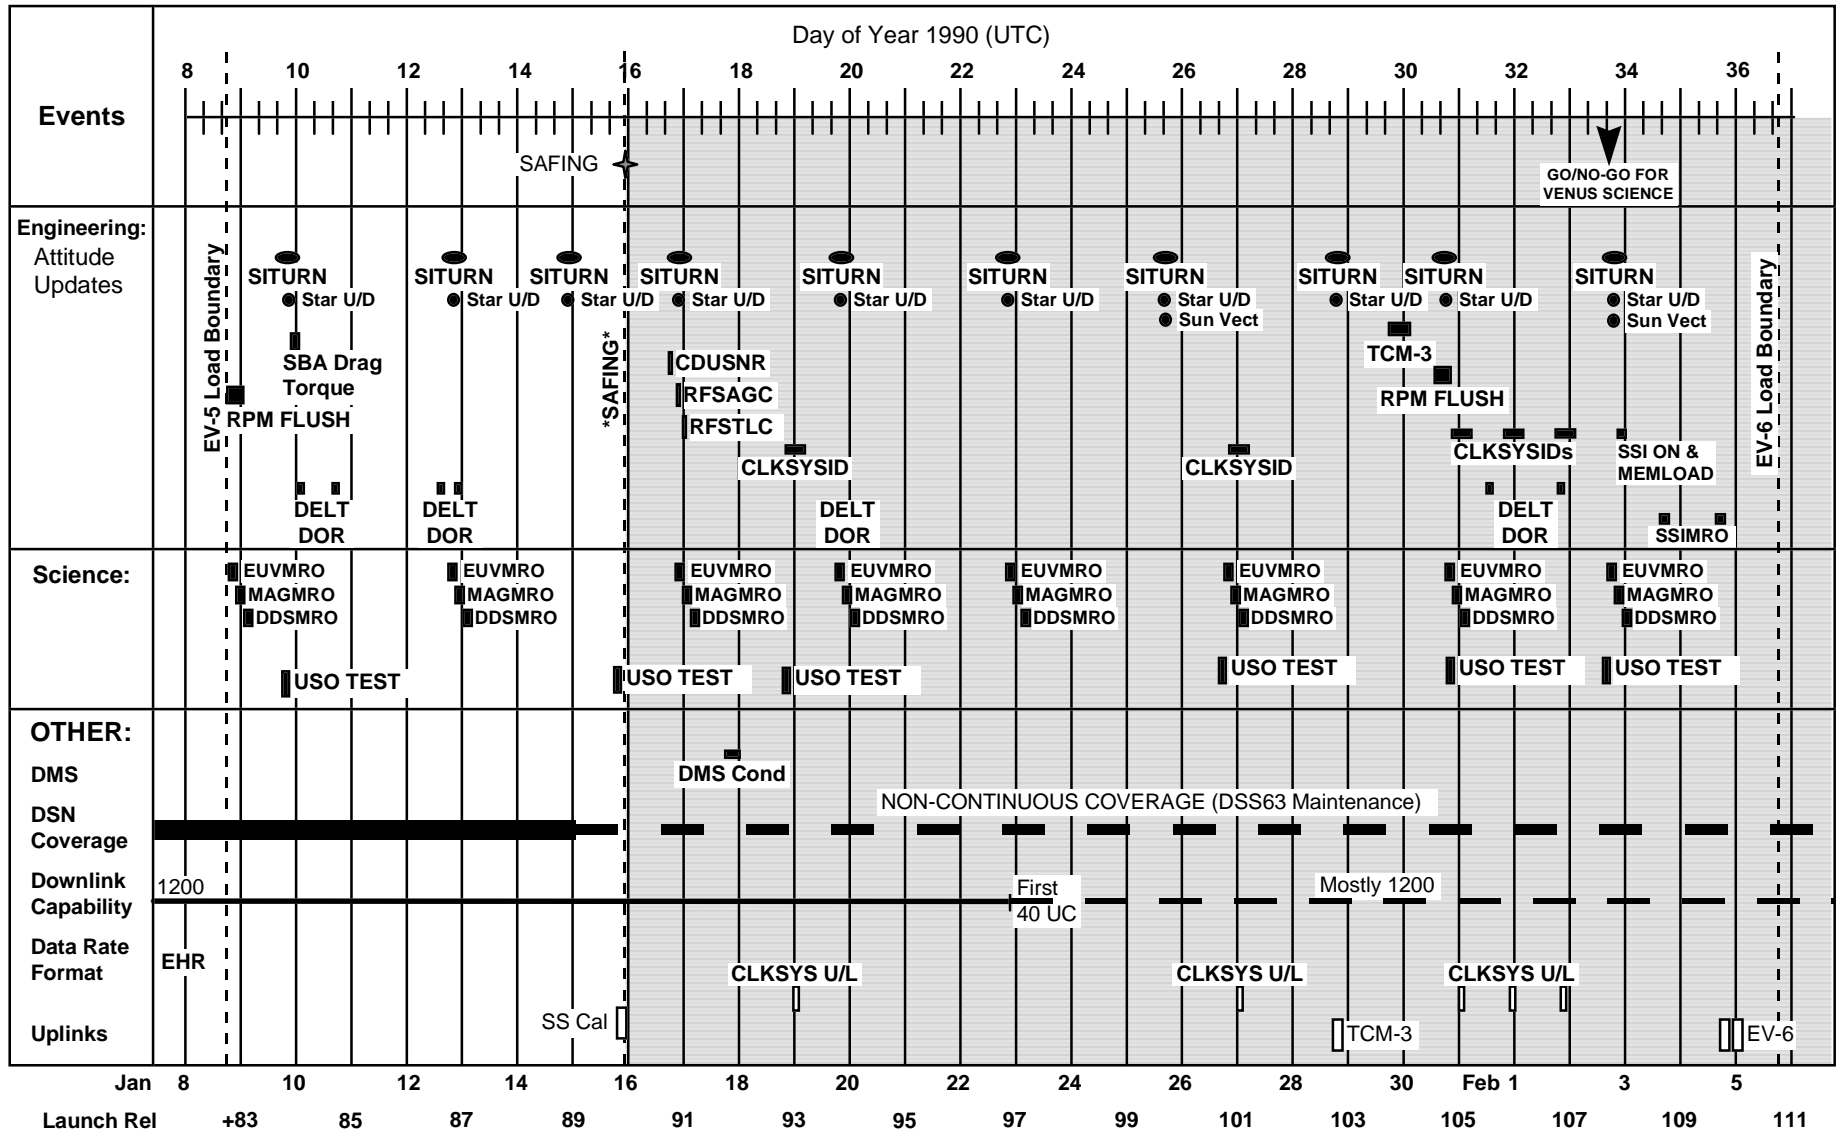 Day of Year 1990 (UTC)
8 10 12 14 16 18 20 22 24 26 28 30 32 34 36
Events
SAFING
GO/NO-GO FOR
VENUS SCIENCE
Engineering:
Attitude
Updates
EV-5 Load Boundary
*SAFING*
EV-6 Load Boundary
SITURN SITURN SITURN SITURN SITURN SITURN SITURN SITURN SITURN SITURN
Star U/D Star U/D Star U/D Star U/D Star U/D Star U/D Star U/D Star U/D Star U/D Star U/D
Sun Vect Sun Vect
SBA Drag
Torque
RPM FLUSH
CDUSNR
RFSAGC
RFSTLC
CLKSYSID
CLKSYSID
TCM-3
RPM FLUSH
CLKSYSIDs
SSI ON &
MEMLOAD
DELT
DOR
DELT
DOR
DELT
DOR
DELT
DOR
SSIMRO
Science:
EUVMRO EUVMRO EUVMRO EUVMRO EUVMRO EUVMRO EUVMRO EUVMRO
MAGMRO MAGMRO MAGMRO MAGMRO MAGMRO MAGMRO MAGMRO MAGMRO
DDSMRO DDSMRO DDSMRO DDSMRO DDSMRO DDSMRO DDSMRO DDSMRO
USO TEST USO TEST USO TEST USO TEST USO TEST USO TEST
OTHER:
DMS
DMS Cond
DSN
Coverage
NON-CONTINUOUS COVERAGE (DSS63 Maintenance)
Downlink
Capability
1200
First
40 UC
Mostly 1200
Data Rate
Format
EHR
CLKSYS U/L CLKSYS U/L CLKSYS U/L
Uplinks
SS Cal
TCM-3
EV-6
Jan 8 10 12 14 16 18 20 22 24 26 28 30 Feb 1 3 5
Launch Rel +83 85 87 89 91 93 95 97 99 101 103 105 107 109 111